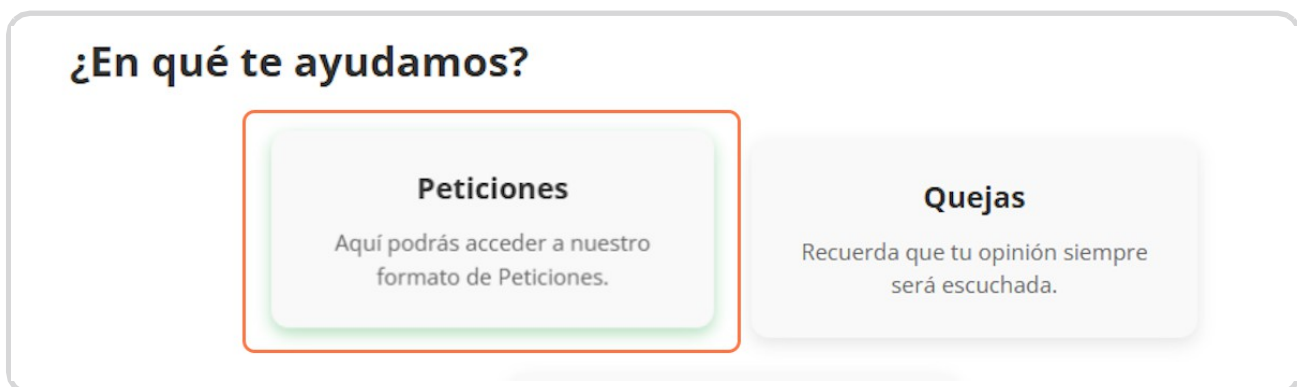 ¿En qué te ayudamos?
Peticiones
Aquí podrás acceder a nuestro
formato de Peticiones.
Quejas
Recuerda que tu opinión siempre
será escuchada.